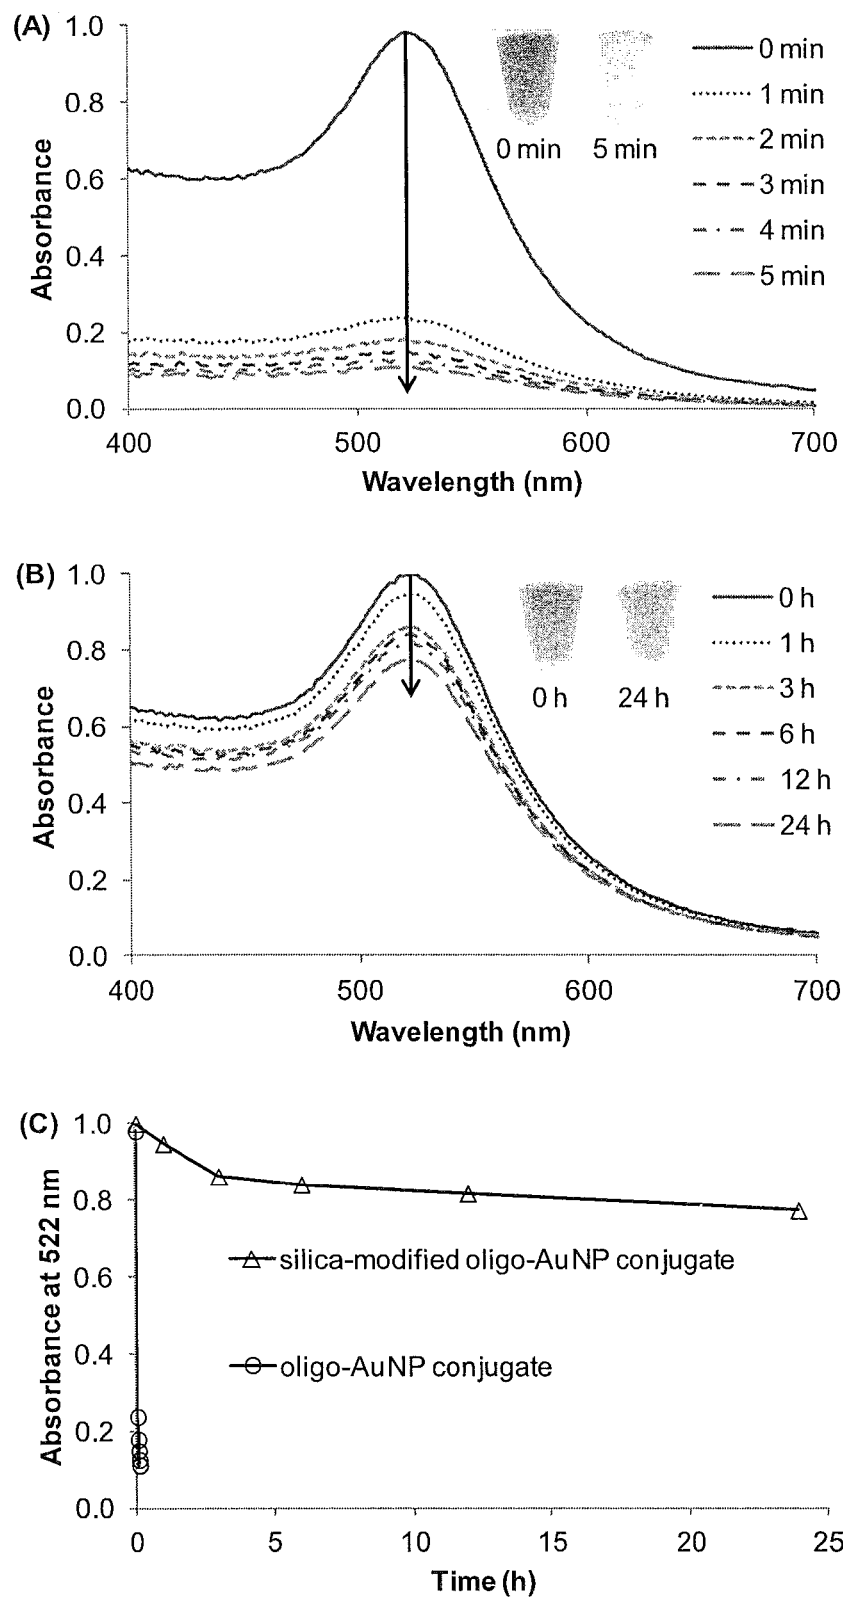 (A)
1.0
0.8
0.6
0.4
0.2
0.0
Absorbance
400 500 600 700
Wavelength (nm)
0 min 5 min
0 min
1 min
2 min
3 min
4 min
5 min
(B)
1.0
0.8
0.6
0.4
0.2
0.0
Absorbance
400 500 600 700
Wavelength (nm)
0 h 24 h
0 h
1 h
3 h
6 h
12 h
24 h
(C)
1.0
0.8
0.6
0.4
0.2
0.0
Absorbance at 522 nm
silica-modified oligo-AuNP conjugate
oligo-AuNP conjugate
0 5 10 15 20 25
Time (h)